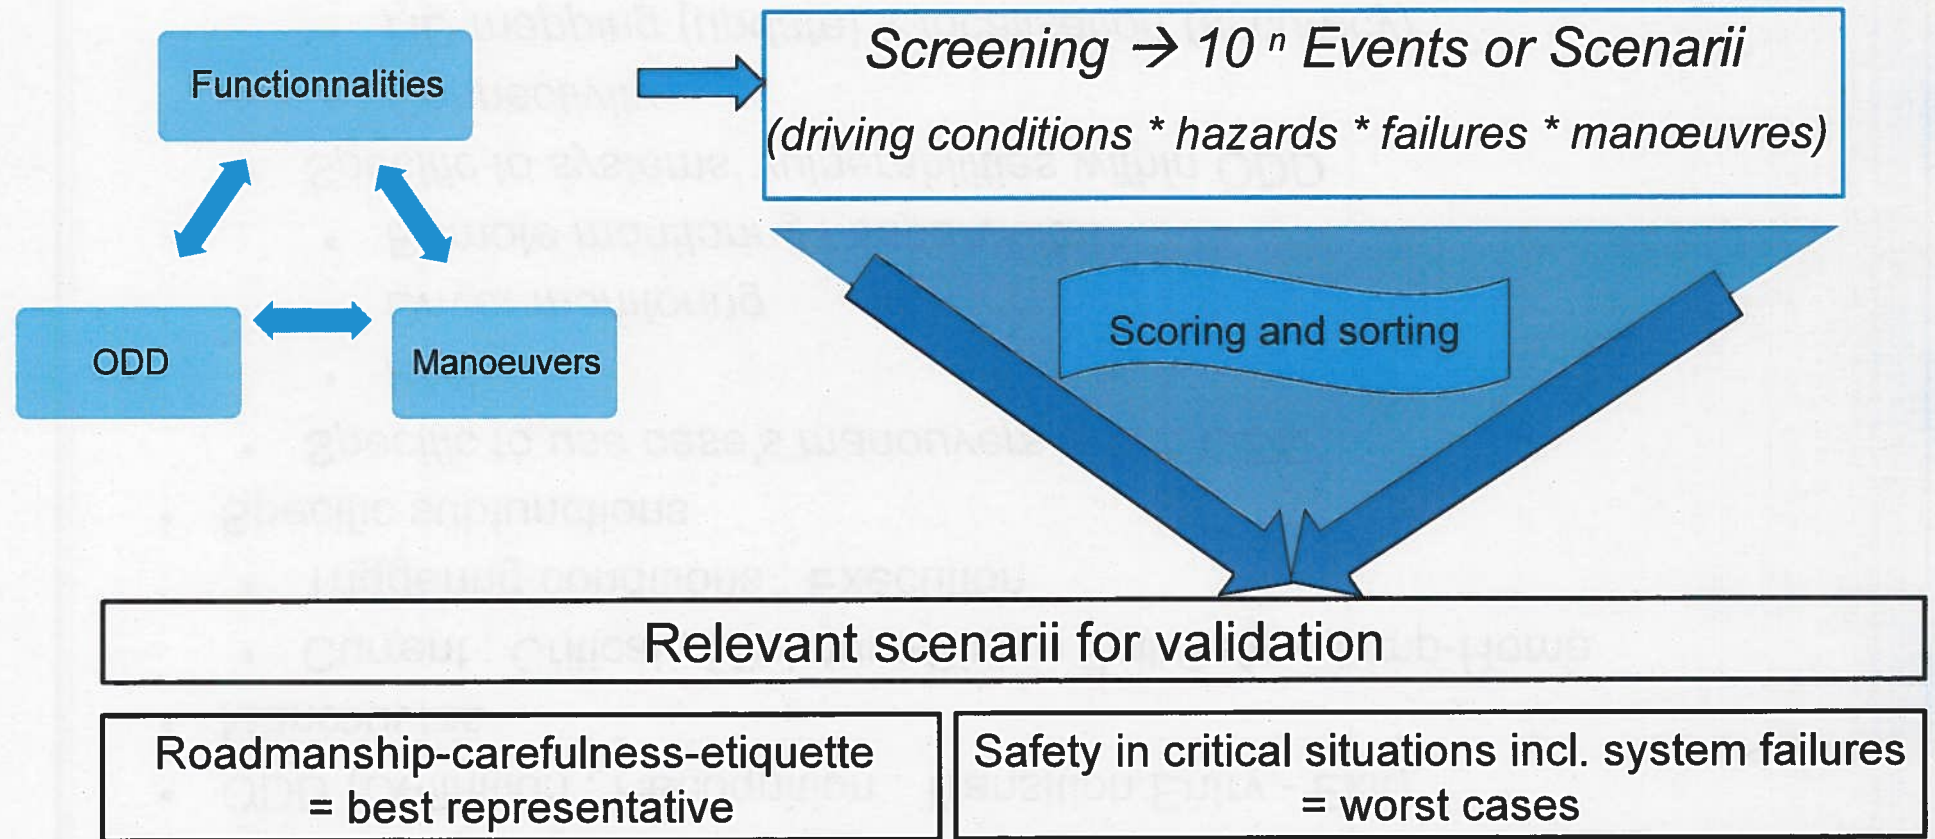 Functionnalities
ODD
Manoeuvers
Screening → 10 ⁿ Events or Scenarii
(driving conditions * hazards * failures * manœuvres)
Scoring and sorting
Relevant scenarii for validation
Roadmanship-carefulness-etiquette
= best representative
Safety in critical situations incl. system failures
= worst cases